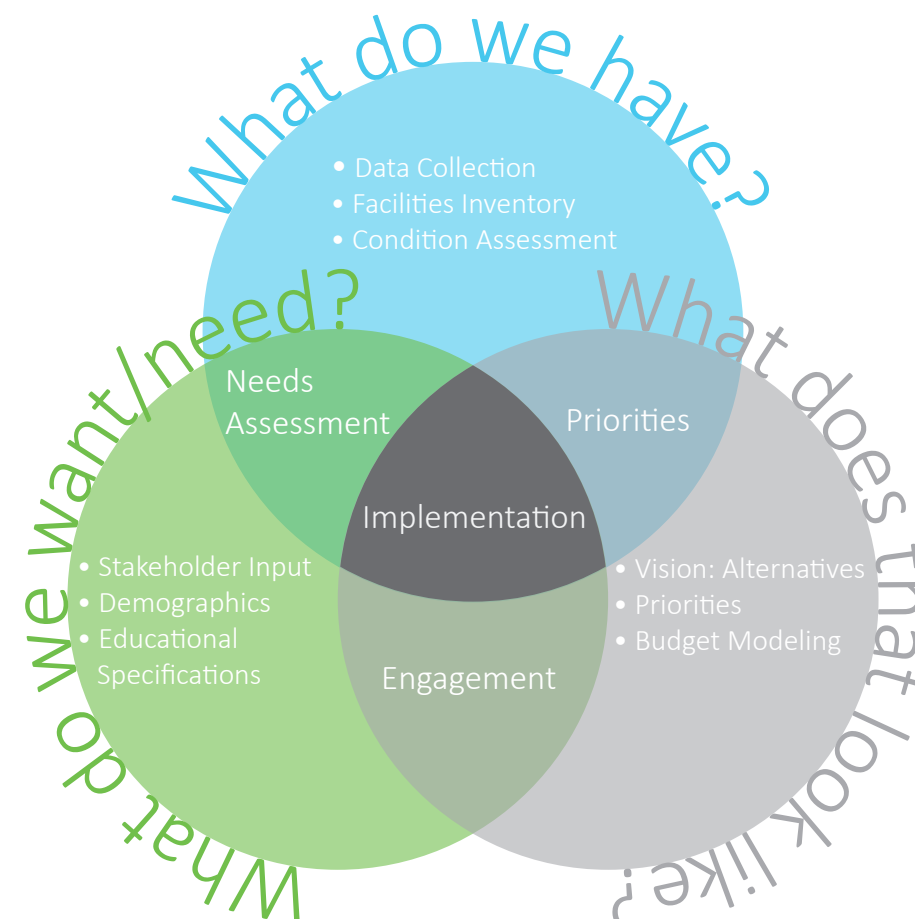 What do we have?
• Data Collection
• Facilities Inventory
• Condition Assessment
What do we want/need?
What does that look like?
Needs
Assessment
Priorities
Implementation
• Stakeholder Input
• Demographics
• Educational
Specifications
• Vision: Alternatives
• Priorities
• Budget Modeling
Engagement